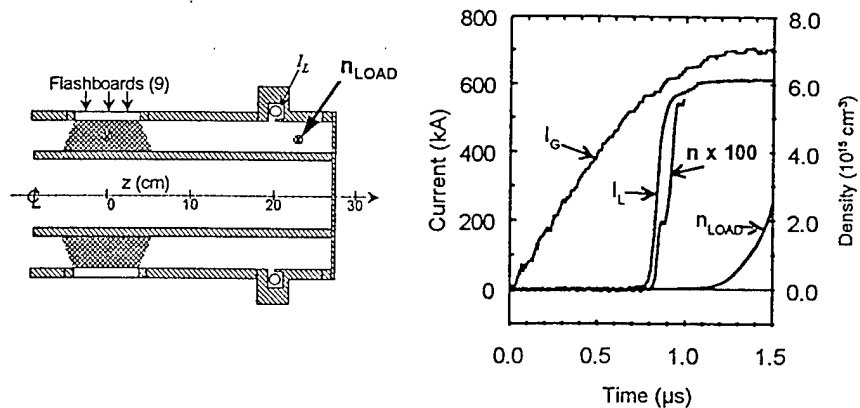 Flashboards (9)
I_L
n_LOAD
z (cm)
0
10
20
30
800
600
400
200
0
Current (kA)
I_G
I_L
n x 100
n_LOAD
8.0
6.0
4.0
2.0
0.0
Density (10^15 cm^3)
0.0
0.5
1.0
1.5
Time (μs)